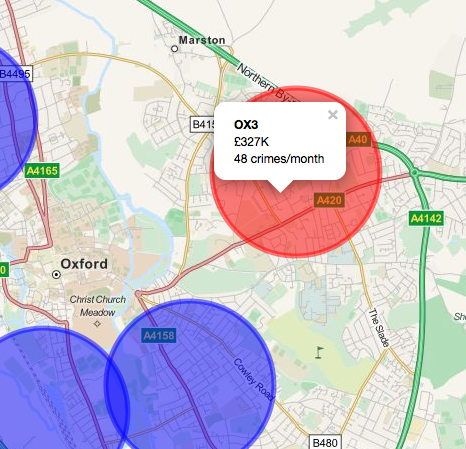 Marston
B4495
Northern By
B415
×
OX3
£327K
48 crimes/month
A40
A4165
A420
A4142
Oxford
Christ Church
Meadow
The Slade
A4158
Cowley Road
B480